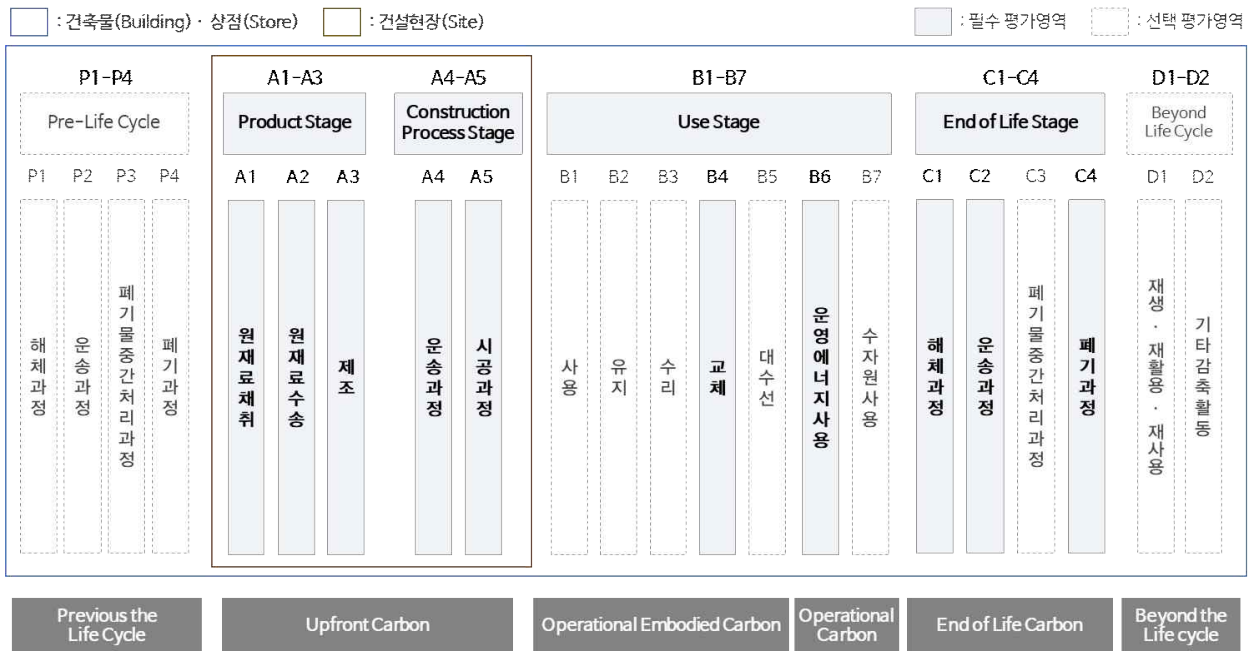 : 건축물(Building) · 상점(Store)
: 건설현장(Site)
: 필수 평가영역
: 선택 평가영역
P1-P4
A1-A3
A4-A5
B1-B7
C1-C4
D1-D2
Pre-Life Cycle
Product Stage
Construction
Process Stage
Use Stage
End of Life Stage
Beyond
Life Cycle
P1 P2 P3 P4
A1 A2 A3
A4 A5
B1 B2 B3 B4 B5 B6 B7
C1 C2 C3 C4
D1 D2
해체과정
운송과정
폐기물중간처리과정
폐기과정
원재료채취
원재료수송
제조
운송과정
시공과정
사용
유지
수리
교체
대수선
운영에너지사용
수자원사용
해체과정
운송과정
폐기물중간처리과정
폐기과정
재생 · 재활용 · 재사용
기타감축활동
Previous the
Life Cycle
Upfront Carbon
Operational Embodied Carbon
Operational
Carbon
End of Life Carbon
Beyond the
Life cycle